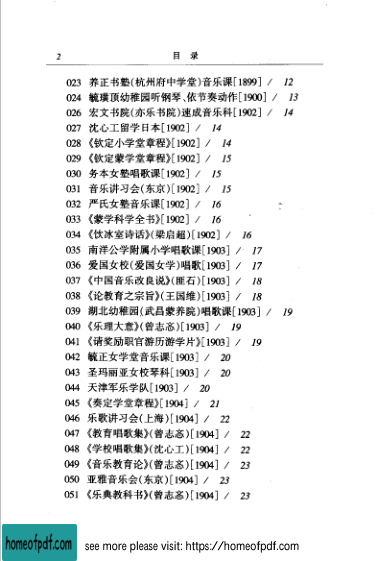 2 目 录
023 养正书塾(杭州府中学堂)音乐课[1899] / 12
024 毓璜顶幼稚园听钢琴、依节奏动作[1900] / 13
026 宏文书院(亦乐书院)速成音乐科[1902] / 14
027 沈心工留学日本[1902] / 14
028 《钦定小学堂章程》[1902] / 14
029 《钦定蒙学堂章程》[1902] / 15
030 务本女塾唱歌课[1902] / 15
031 音乐讲习会(东京)[1902] / 15
032 严氏女塾音乐课[1902] / 16
033 《蒙学科学全书》[1902] / 16
034 《饮冰室诗话》(梁启超)[1902] / 16
035 南洋公学附属小学唱歌课[1903] / 17
036 爱国女校(爱国女学)唱歌[1903] / 17
037 《中国音乐改良说》(匪石)[1903] / 18
038 《论教育之宗旨》(王国维)[1903] / 18
039 湖北幼稚园(武昌蒙养院)唱歌课[1903] / 19
040 《乐理大意》(曾志忞)[1903] / 19
041 《请奖励职官游历游学片》[1903] / 19
042 毓正女学堂音乐课[1903] / 20
043 圣玛丽亚女校琴科[1903] / 20
044 天津军乐学队[1903] / 20
045 《奏定学堂章程》[1904] / 21
046 乐歌讲习会(上海)[1904] / 22
047 《教育唱歌集》(曾志忞)[1904] / 22
048 《学校唱歌集》(沈心工)[1904] / 22
049 《音乐教育论》(曾志忞)[1904] / 23
050 亚雅音乐会(东京)[1904] / 23
051 《乐典教科书》(曾志忞)[1904] / 23
homeofpdf.com see more please visit: https://homeofpdf.com